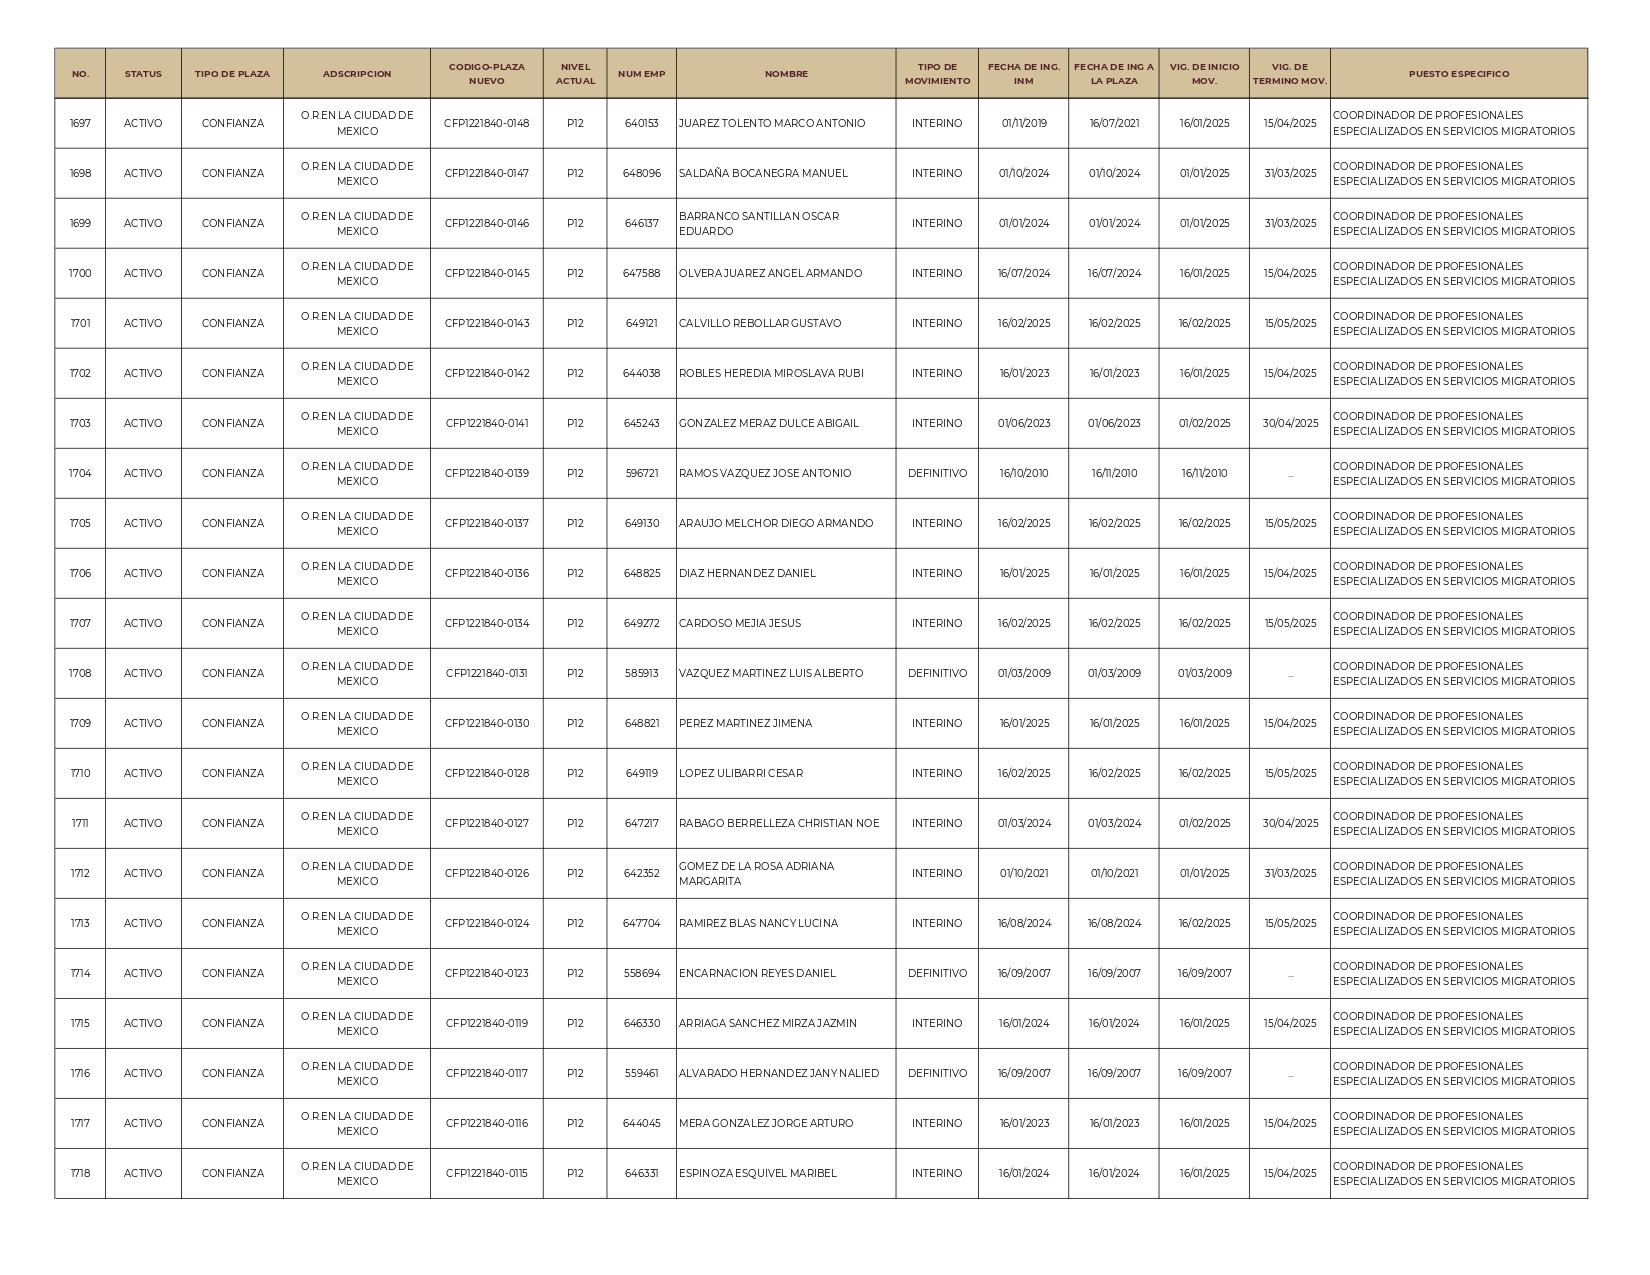 NO. STATUS TIPO DE PLAZA ADSCRIPCION CODIGO-PLAZA NUEVO NIVEL ACTUAL NUM EMP NOMBRE TIPO DE MOVIMIENTO FECHA DE ING. INM FECHA DE ING A LA PLAZA VIG. DE INICIO MOV. VIG. DE TERMINO MOV. PUESTO ESPECIFICO
1697 ACTIVO CONFIANZA O.R.EN LA CIUDAD DE MEXICO CFP1221840-0148 P12 640153 JUAREZ TOLENTO MARCO ANTONIO INTERINO 01/11/2019 16/07/2021 16/01/2025 15/04/2025 COORDINADOR DE PROFESIONALES ESPECIALIZADOS EN SERVICIOS MIGRATORIOS
1698 ACTIVO CONFIANZA O.R.EN LA CIUDAD DE MEXICO CFP1221840-0147 P12 648096 SALDAÑA BOCANEGRA MANUEL INTERINO 01/10/2024 01/10/2024 01/01/2025 31/03/2025 COORDINADOR DE PROFESIONALES ESPECIALIZADOS EN SERVICIOS MIGRATORIOS
1699 ACTIVO CONFIANZA O.R.EN LA CIUDAD DE MEXICO CFP1221840-0146 P12 646137 BARRANCO SANTILLAN OSCAR EDUARDO INTERINO 01/01/2024 01/01/2024 01/01/2025 31/03/2025 COORDINADOR DE PROFESIONALES ESPECIALIZADOS EN SERVICIOS MIGRATORIOS
1700 ACTIVO CONFIANZA O.R.EN LA CIUDAD DE MEXICO CFP1221840-0145 P12 647588 OLVERA JUAREZ ANGEL ARMANDO INTERINO 16/07/2024 16/07/2024 16/01/2025 15/04/2025 COORDINADOR DE PROFESIONALES ESPECIALIZADOS EN SERVICIOS MIGRATORIOS
1701 ACTIVO CONFIANZA O.R.EN LA CIUDAD DE MEXICO CFP1221840-0143 P12 649121 CALVILLO REBOLLAR GUSTAVO INTERINO 16/02/2025 16/02/2025 16/02/2025 15/05/2025 COORDINADOR DE PROFESIONALES ESPECIALIZADOS EN SERVICIOS MIGRATORIOS
1702 ACTIVO CONFIANZA O.R.EN LA CIUDAD DE MEXICO CFP1221840-0142 P12 644038 ROBLES HEREDIA MIROSLAVA RUBI INTERINO 16/01/2023 16/01/2023 16/01/2025 15/04/2025 COORDINADOR DE PROFESIONALES ESPECIALIZADOS EN SERVICIOS MIGRATORIOS
1703 ACTIVO CONFIANZA O.R.EN LA CIUDAD DE MEXICO CFP1221840-0141 P12 645243 GONZALEZ MERAZ DULCE ABIGAIL INTERINO 01/06/2023 01/06/2023 01/02/2025 30/04/2025 COORDINADOR DE PROFESIONALES ESPECIALIZADOS EN SERVICIOS MIGRATORIOS
1704 ACTIVO CONFIANZA O.R.EN LA CIUDAD DE MEXICO CFP1221840-0139 P12 596721 RAMOS VAZQUEZ JOSE ANTONIO DEFINITIVO 16/10/2010 16/11/2010 16/11/2010 ... COORDINADOR DE PROFESIONALES ESPECIALIZADOS EN SERVICIOS MIGRATORIOS
1705 ACTIVO CONFIANZA O.R.EN LA CIUDAD DE MEXICO CFP1221840-0137 P12 649130 ARAUJO MELCHOR DIEGO ARMANDO INTERINO 16/02/2025 16/02/2025 16/02/2025 15/05/2025 COORDINADOR DE PROFESIONALES ESPECIALIZADOS EN SERVICIOS MIGRATORIOS
1706 ACTIVO CONFIANZA O.R.EN LA CIUDAD DE MEXICO CFP1221840-0136 P12 648825 DIAZ HERNANDEZ DANIEL INTERINO 16/01/2025 16/01/2025 16/01/2025 15/04/2025 COORDINADOR DE PROFESIONALES ESPECIALIZADOS EN SERVICIOS MIGRATORIOS
1707 ACTIVO CONFIANZA O.R.EN LA CIUDAD DE MEXICO CFP1221840-0134 P12 649272 CARDOSO MEJIA JESUS INTERINO 16/02/2025 16/02/2025 16/02/2025 15/05/2025 COORDINADOR DE PROFESIONALES ESPECIALIZADOS EN SERVICIOS MIGRATORIOS
1708 ACTIVO CONFIANZA O.R.EN LA CIUDAD DE MEXICO CFP1221840-0131 P12 585913 VAZQUEZ MARTINEZ LUIS ALBERTO DEFINITIVO 01/03/2009 01/03/2009 01/03/2009 ... COORDINADOR DE PROFESIONALES ESPECIALIZADOS EN SERVICIOS MIGRATORIOS
1709 ACTIVO CONFIANZA O.R.EN LA CIUDAD DE MEXICO CFP1221840-0130 P12 648821 PEREZ MARTINEZ JIMENA INTERINO 16/01/2025 16/01/2025 16/01/2025 15/04/2025 COORDINADOR DE PROFESIONALES ESPECIALIZADOS EN SERVICIOS MIGRATORIOS
1710 ACTIVO CONFIANZA O.R.EN LA CIUDAD DE MEXICO CFP1221840-0128 P12 649119 LOPEZ ULIBARRI CESAR INTERINO 16/02/2025 16/02/2025 16/02/2025 15/05/2025 COORDINADOR DE PROFESIONALES ESPECIALIZADOS EN SERVICIOS MIGRATORIOS
1711 ACTIVO CONFIANZA O.R.EN LA CIUDAD DE MEXICO CFP1221840-0127 P12 647217 RABAGO BERRELLEZA CHRISTIAN NOE INTERINO 01/03/2024 01/03/2024 01/02/2025 30/04/2025 COORDINADOR DE PROFESIONALES ESPECIALIZADOS EN SERVICIOS MIGRATORIOS
1712 ACTIVO CONFIANZA O.R.EN LA CIUDAD DE MEXICO CFP1221840-0126 P12 642352 GOMEZ DE LA ROSA ADRIANA MARGARITA INTERINO 01/10/2021 01/10/2021 01/01/2025 31/03/2025 COORDINADOR DE PROFESIONALES ESPECIALIZADOS EN SERVICIOS MIGRATORIOS
1713 ACTIVO CONFIANZA O.R.EN LA CIUDAD DE MEXICO CFP1221840-0124 P12 647704 RAMIREZ BLAS NANCY LUCINA INTERINO 16/08/2024 16/08/2024 16/02/2025 15/05/2025 COORDINADOR DE PROFESIONALES ESPECIALIZADOS EN SERVICIOS MIGRATORIOS
1714 ACTIVO CONFIANZA O.R.EN LA CIUDAD DE MEXICO CFP1221840-0123 P12 558694 ENCARNACION REYES DANIEL DEFINITIVO 16/09/2007 16/09/2007 16/09/2007 ... COORDINADOR DE PROFESIONALES ESPECIALIZADOS EN SERVICIOS MIGRATORIOS
1715 ACTIVO CONFIANZA O.R.EN LA CIUDAD DE MEXICO CFP1221840-0119 P12 646330 ARRIAGA SANCHEZ MIRZA JAZMIN INTERINO 16/01/2024 16/01/2024 16/01/2025 15/04/2025 COORDINADOR DE PROFESIONALES ESPECIALIZADOS EN SERVICIOS MIGRATORIOS
1716 ACTIVO CONFIANZA O.R.EN LA CIUDAD DE MEXICO CFP1221840-0117 P12 559461 ALVARADO HERNANDEZ JANY NALIED DEFINITIVO 16/09/2007 16/09/2007 16/09/2007 ... COORDINADOR DE PROFESIONALES ESPECIALIZADOS EN SERVICIOS MIGRATORIOS
1717 ACTIVO CONFIANZA O.R.EN LA CIUDAD DE MEXICO CFP1221840-0116 P12 644045 MERA GONZALEZ JORGE ARTURO INTERINO 16/01/2023 16/01/2023 16/01/2025 15/04/2025 COORDINADOR DE PROFESIONALES ESPECIALIZADOS EN SERVICIOS MIGRATORIOS
1718 ACTIVO CONFIANZA O.R.EN LA CIUDAD DE MEXICO CFP1221840-0115 P12 646331 ESPINOZA ESQUIVEL MARIBEL INTERINO 16/01/2024 16/01/2024 16/01/2025 15/04/2025 COORDINADOR DE PROFESIONALES ESPECIALIZADOS EN SERVICIOS MIGRATORIOS